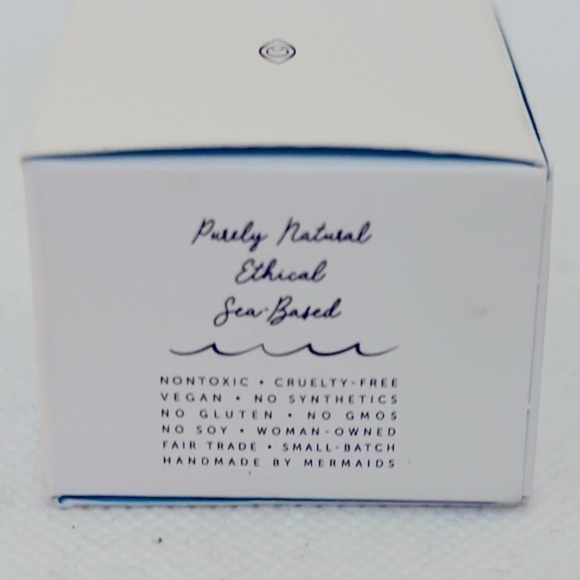 Purely Natural
Ethical
Sea-Based
NONTOXIC • CRUELTY-FREE
VEGAN • NO SYNTHETICS
NO GLUTEN • NO GMOS
NO SOY • WOMAN-OWNED
FAIR TRADE • SMALL-BATCH
HANDMADE BY MERMAIDS